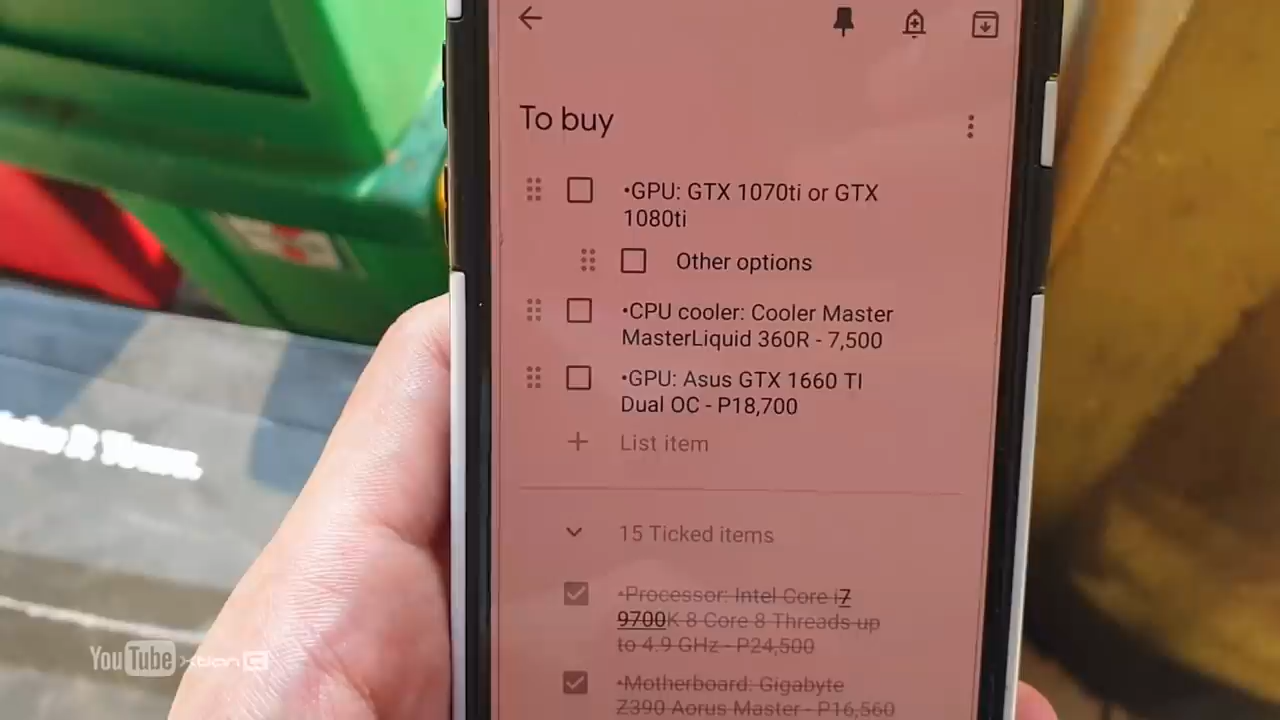 To buy
•GPU: GTX 1070ti or GTX
1080ti
Other options
•CPU cooler: Cooler Master
MasterLiquid 360R - 7,500
•GPU: Asus GTX 1660 TI
Dual OC - P18,700
+ List item
15 Ticked items
•Processor: Intel Core i7
9700K 8 Core 8 Threads up
to 4.9 GHz - P24,500
•Motherboard: Gigabyte
Z390 Aorus Master - P16,560
YouTube xtian C